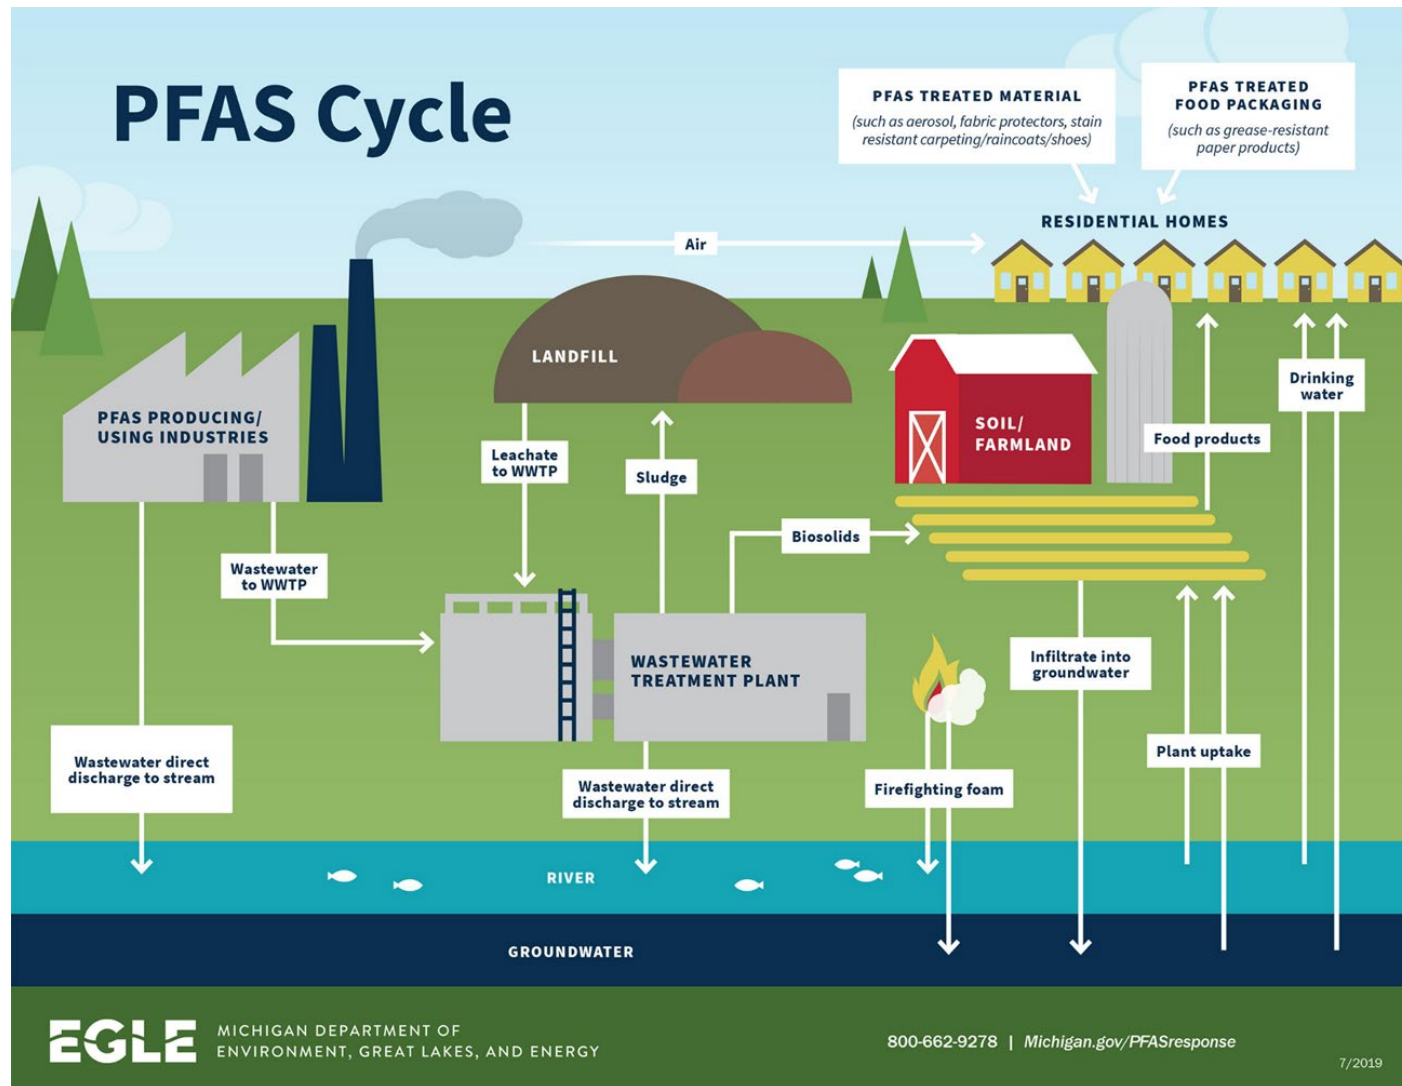 PFAS Cycle
PFAS TREATED MATERIAL
(such as aerosol, fabric protectors, stain
resistant carpeting/raincoats/shoes)
PFAS TREATED
FOOD PACKAGING
(such as grease-resistant
paper products)
RESIDENTIAL HOMES
Air
LANDFILL
PFAS PRODUCING/
USING INDUSTRIES
Leachate
to WWTP
Sludge
SOIL/
FARMLAND
Food products
Drinking
water
Biosolids
Wastewater
to WWTP
WASTEWATER
TREATMENT PLANT
Infiltrate into
groundwater
Plant uptake
Wastewater direct
discharge to stream
Wastewater direct
discharge to stream
Firefighting foam
RIVER
GROUNDWATER
EGLE
MICHIGAN DEPARTMENT OF
ENVIRONMENT, GREAT LAKES, AND ENERGY
800-662-9278 | Michigan.gov/PFASresponse
7/2019